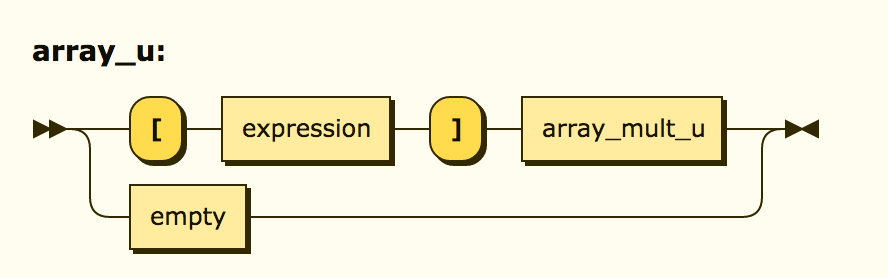 array_u:
[ expression ] array_mult_u
empty